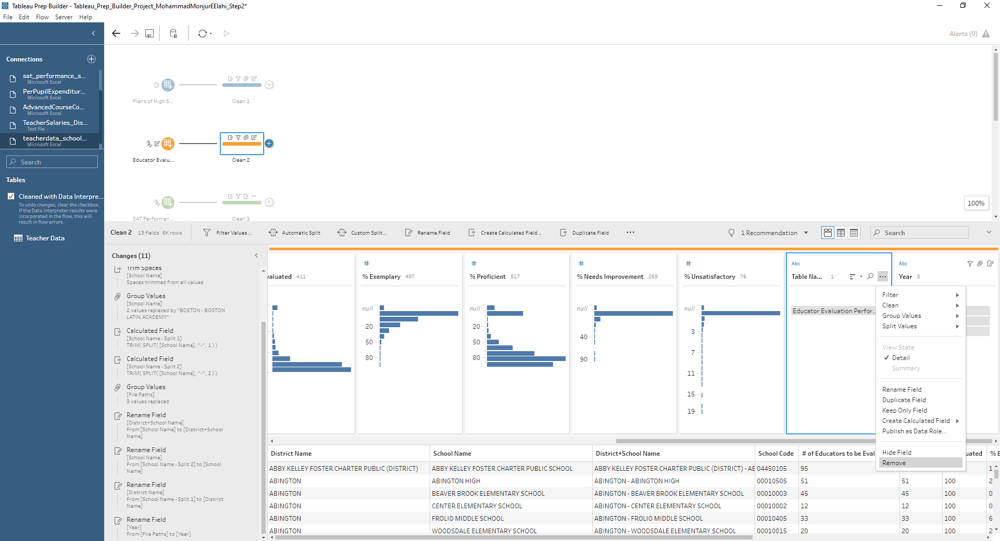 Tableau Prep Builder - Tableau_Prep_Builder_Project_MohammadMonjurEElahi_Step2*
File Edit Flow Server Help
Alerts (0)
Connections
sat_performance_s...
Microsoft Excel
PerPupilExpenditur...
Microsoft Excel
AdvancedCourseCo...
Microsoft Excel
TeacherSalaries_Dis...
Text file
teacherdata_school...
Microsoft Excel
Search
Tables
Cleaned with Data Interpre...
To undo changes, clear the checkbox.
If the Data Interpreter results were
incorporated in the flow, this will
result in flow errors.
Teacher Data
Plans of High S...
Clean 1
Educator Evalu...
Clean 2
SAT Performan...
Clean 3
100%
Clean 2 13 fields 6K rows
Filter Values... Automatic Split Custom Split... Rename Field Create Calculated Field... Duplicate Field
1 Recommendation
Search
Changes (11)
Trim Spaces
[School Name]
Spaces trimmed from all values
Group Values
[School Name]
2 values replaced by “BOSTON - BOSTON
LATIN ACADEMY”
Calculated Field
[School Name - Split 1]
TRIM( SPLIT( [School Name], "-", 1 ) )
Calculated Field
[School Name - Split 2]
TRIM( SPLIT( [School Name], "-", 2 ) )
Group Values
[File Paths]
3 values replaced
Rename Field
[District+School Name]
From [School Name] to [District+School
Name]
Rename Field
[School Name]
From [School Name - Split 2] to [School
Name]
Rename Field
[District Name]
From [School Name - Split 1] to [District
Name]
Rename Field
[Year]
From [File Paths] to [Year]
valuated 411
#
% Exemplary 487
null
20
50
80
#
% Proficient 517
null
20
50
80
#
% Needs Improvement 259
null
40
90
#
% Unsatisfactory 76
null
3
7
11
15
19
Abc
Table Na... 1
Educator Evaluation Perfor...
Abc
Year 3
Filter
Clean
Group Values
Split Values
View State
✓ Detail
Summary
Rename Field
Duplicate Field
Keep Only Field
Create Calculated Field
Publish as Data Role...
Hide Field
Remove
District Name School Name District+School Name School Code # of Educators to be Eval uated % E
ABBY KELLEY FOSTER CHARTER PUBLIC (DISTRICT) ABBY KELLEY FOSTER CHARTER PUBLIC SCHOOL ABBY KELLEY FOSTER CHARTER PUBLIC (DISTRICT) - AB 04450105 95 1
ABINGTON ABINGTON HIGH ABINGTON - ABINGTON HIGH 00010505 51 51 100 2
ABINGTON BEAVER BROOK ELEMENTARY SCHOOL ABINGTON - BEAVER BROOK ELEMENTARY SCHOOL 00010003 45 45 100 0
ABINGTON CENTER ELEMENTARY SCHOOL ABINGTON - CENTER ELEMENTARY SCHOOL 00010002 12 12 100 0
ABINGTON FROLIO MIDDLE SCHOOL ABINGTON - FROLIO MIDDLE SCHOOL 00010405 33 33 100 6
ABINGTON WOODSDALE ELEMENTARY SCHOOL ABINGTON - WOODSDALE ELEMENTARY SCHOOL 00010015 20 20 100 2